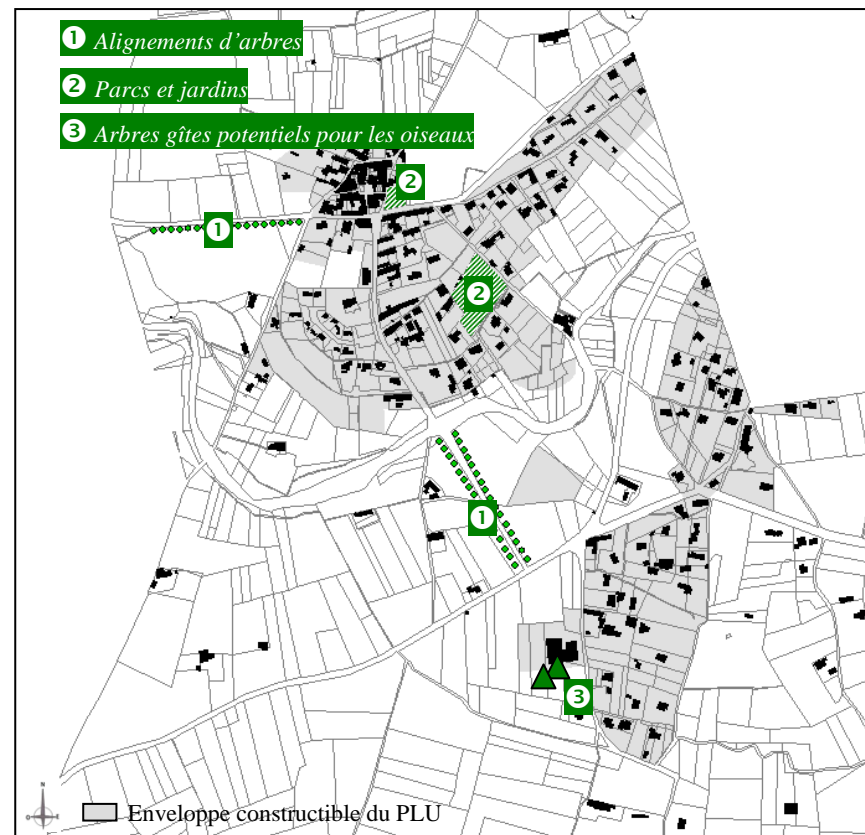 ❶ Alignements d'arbres
❷ Parcs et jardins
❸ Arbres gîtes potentiels pour les oiseaux
❷
❶
❷
❶
❸
N
Enveloppe constructible du PLU